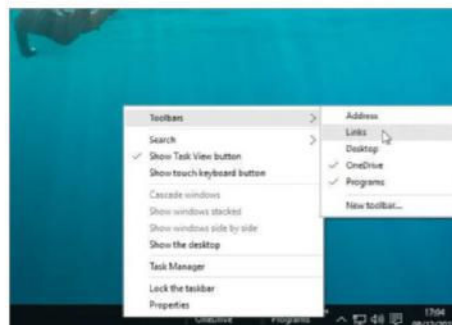 Toolbars
Search
Show Task View button
Show touch keyboard button
Cascade windows
Show windows stacked
Show windows side by side
Show the desktop
Task Manager
Lock the taskbar
Properties
Address
Links
Desktop
OneDrive
Programs
New toolbar...
OneDrive
Programs
17:04